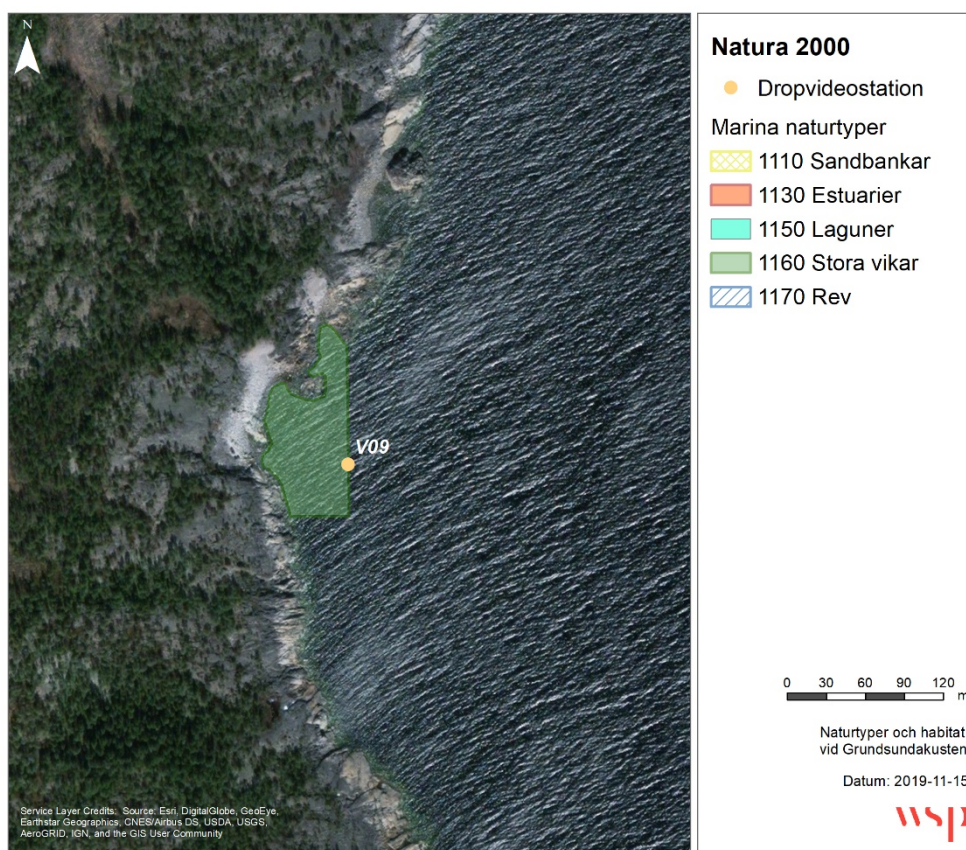 N
V09
Service Layer Credits: Source: Esri, DigitalGlobe, GeoEye,
Earthstar Geographics, CNES/Airbus DS, USDA, USGS,
AeroGRID, IGN, and the GIS User Community
Natura 2000
Dropvideostation
Marina naturtyper
1110 Sandbankar
1130 Estuarier
1150 Laguner
1160 Stora vikar
1170 Rev
0 30 60 90 120 m
Naturtyper och habitat
vid Grundsundakusten
Datum: 2019-11-15
wsp